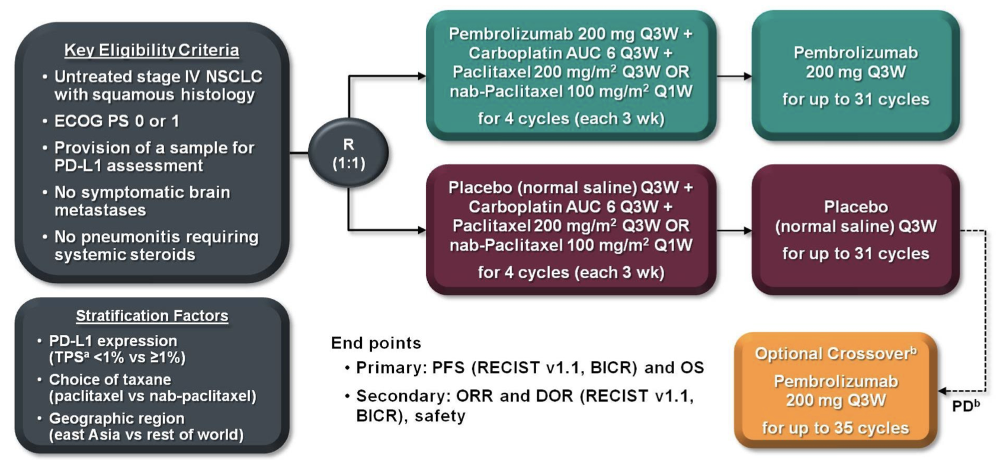 Key Eligibility Criteria
• Untreated stage IV NSCLC
with squamous histology
• ECOG PS 0 or 1
• Provision of a sample for
PD-L1 assessment
• No symptomatic brain
metastases
• No pneumonitis requiring
systemic steroids
Stratification Factors
• PD-L1 expression
(TPSᵃ <1% vs ≥1%)
• Choice of taxane
(paclitaxel vs nab-paclitaxel)
• Geographic region
(east Asia vs rest of world)
R
(1:1)
Pembrolizumab 200 mg Q3W +
Carboplatin AUC 6 Q3W +
Paclitaxel 200 mg/m² Q3W OR
nab-Paclitaxel 100 mg/m² Q1W
for 4 cycles (each 3 wk)
Pembrolizumab
200 mg Q3W
for up to 31 cycles
Placebo (normal saline) Q3W +
Carboplatin AUC 6 Q3W +
Paclitaxel 200 mg/m² Q3W OR
nab-Paclitaxel 100 mg/m² Q1W
for 4 cycles (each 3 wk)
Placebo
(normal saline) Q3W
for up to 31 cycles
End points
• Primary: PFS (RECIST v1.1, BICR) and OS
• Secondary: ORR and DOR (RECIST v1.1,
BICR), safety
Optional Crossoverᵇ
Pembrolizumab
200 mg Q3W
for up to 35 cycles
PDᵇ